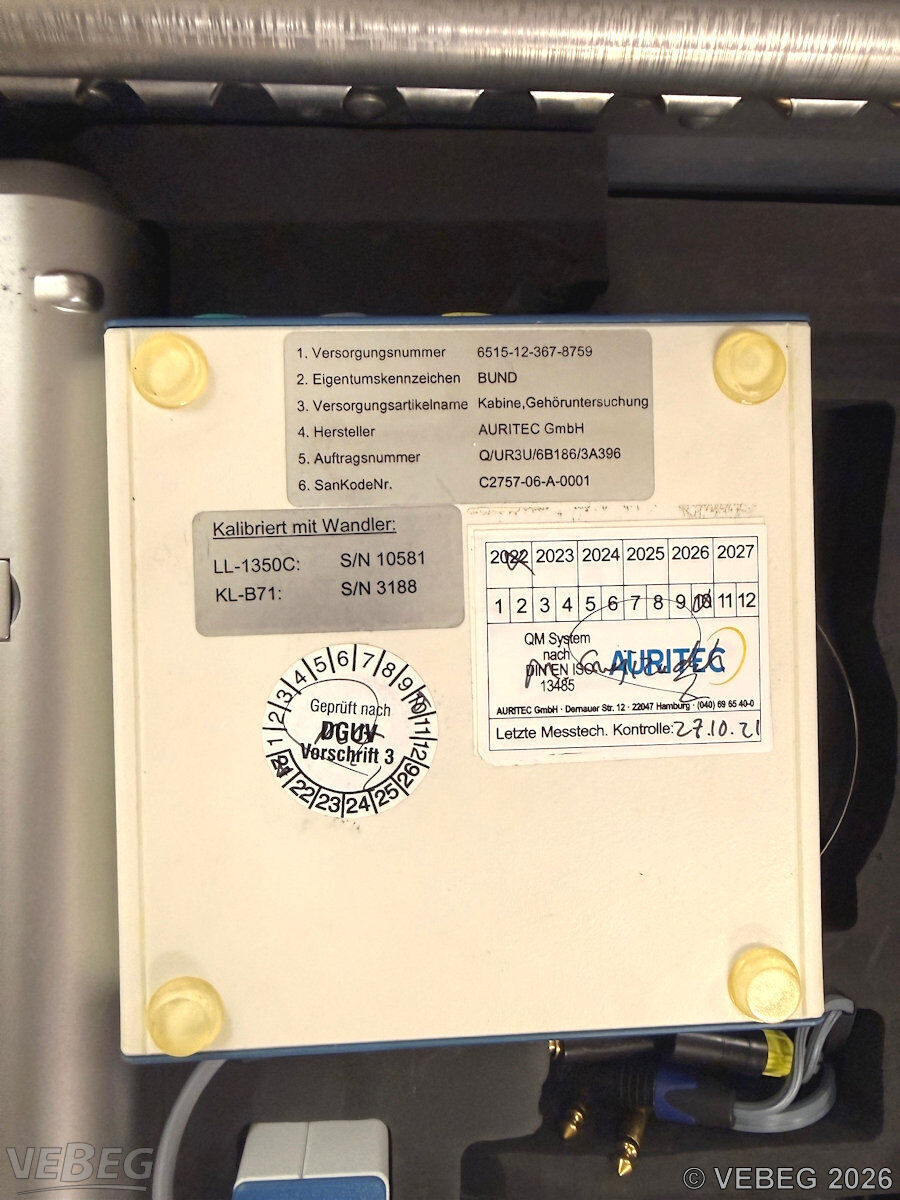 1. Versorgungsnummer 6515-12-367-8759
2. Eigentumskennzeichen BUND
3. Versorgungsartikelname Kabine,Gehöruntersuchung
4. Hersteller AURITEC GmbH
5. Auftragsnummer Q/UR3U/6B186/3A396
6. SanKodeNr. C2757-06-A-0001
Kalibriert mit Wandler:
LL-1350C: S/N 10581
KL-B71: S/N 3188
2022 2023 2024 2025 2026 2027
1 2 3 4 5 6 7 8 9 10 11 12
QM System
nach
DIN EN ISO
13485
AURITEC
AURITEC GmbH · Dernauer Str. 12 · 22047 Hamburg · (040) 69 65 40-0
Letzte Messtech. Kontrolle: 27.10.21
1 2 3 4 5 6 7 8 9 10 11 12
Geprüft nach
DGUV
Vorschrift 3
21 22 23 24 25 26
VEBEG
© VEBEG 2026